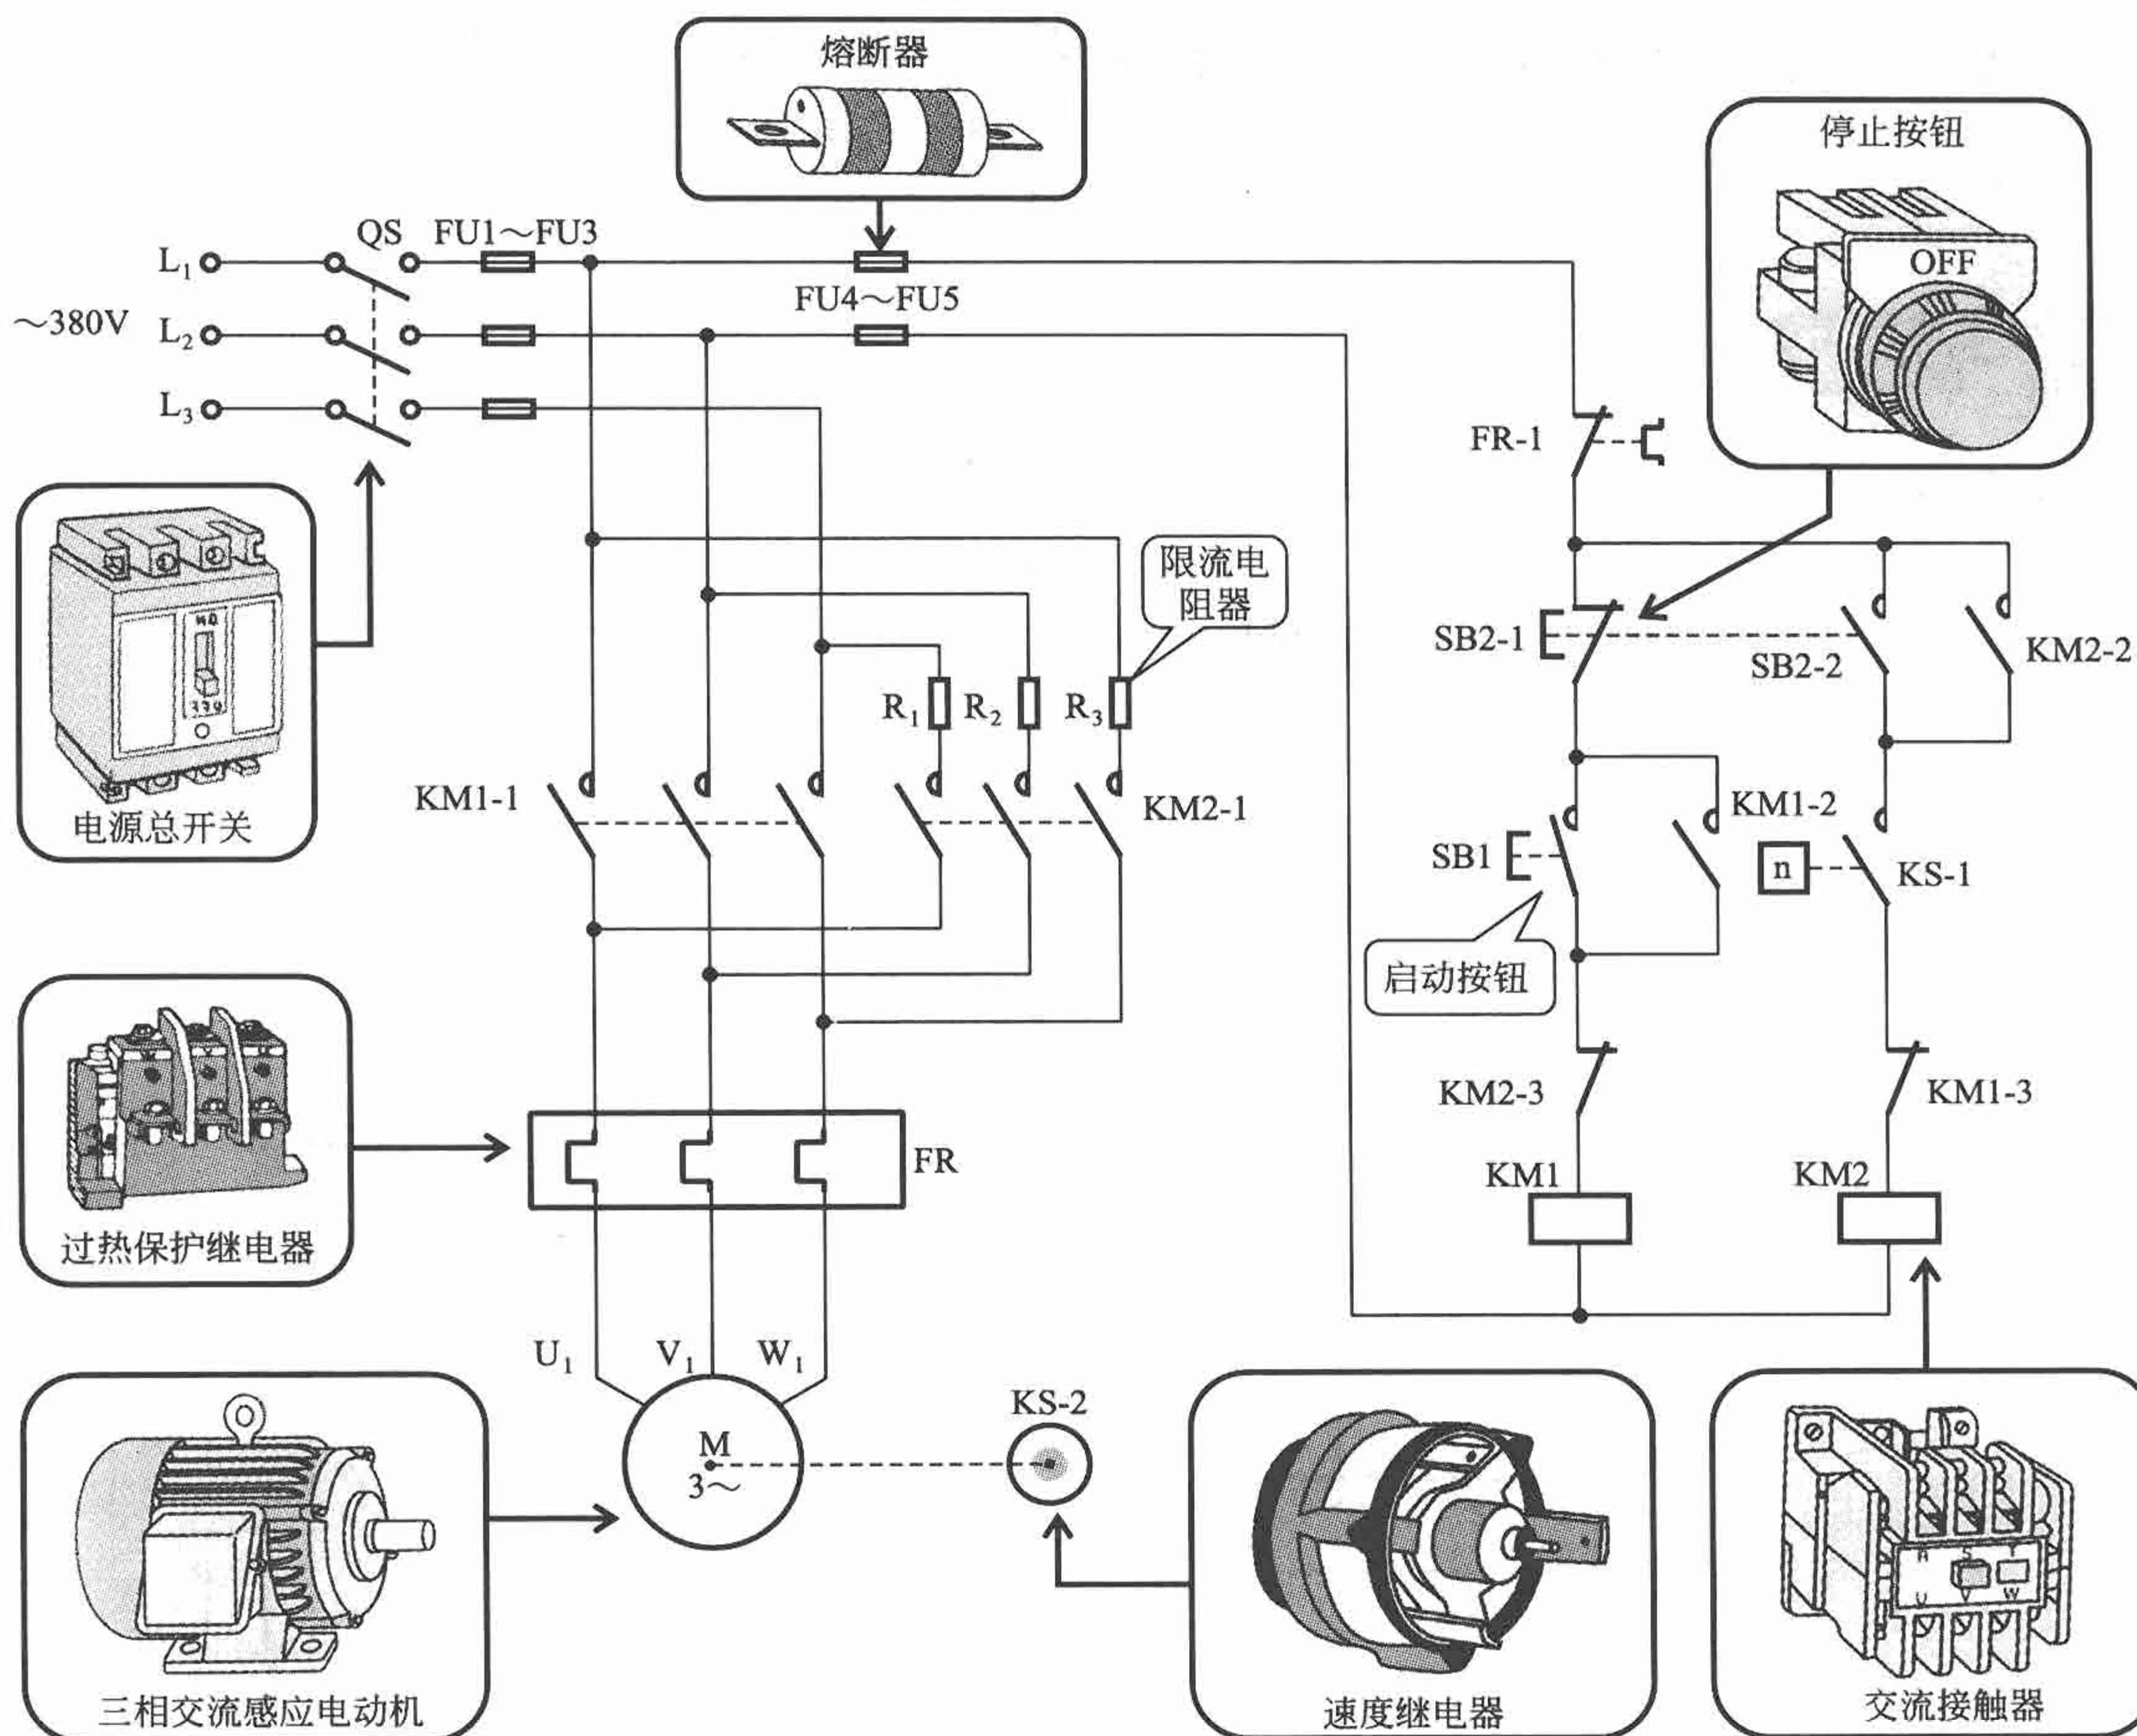 熔断器
停止按钮
OFF
QS
FU1～FU3
L₁
FU4～FU5
～380V
L₂
L₃
FR-1
限流电
阻器
SB2-1
SB2-2
KM2-2
R₁
R₂
R₃
KM1-1
KM2-1
KM1-2
电源总开关
SB1
n
KS-1
启动按钮
KM2-3
KM1-3
FR
KM1
KM2
过热保护继电器
U₁
V₁
W₁
KS-2
M
3～
三相交流感应电动机
速度继电器
交流接触器